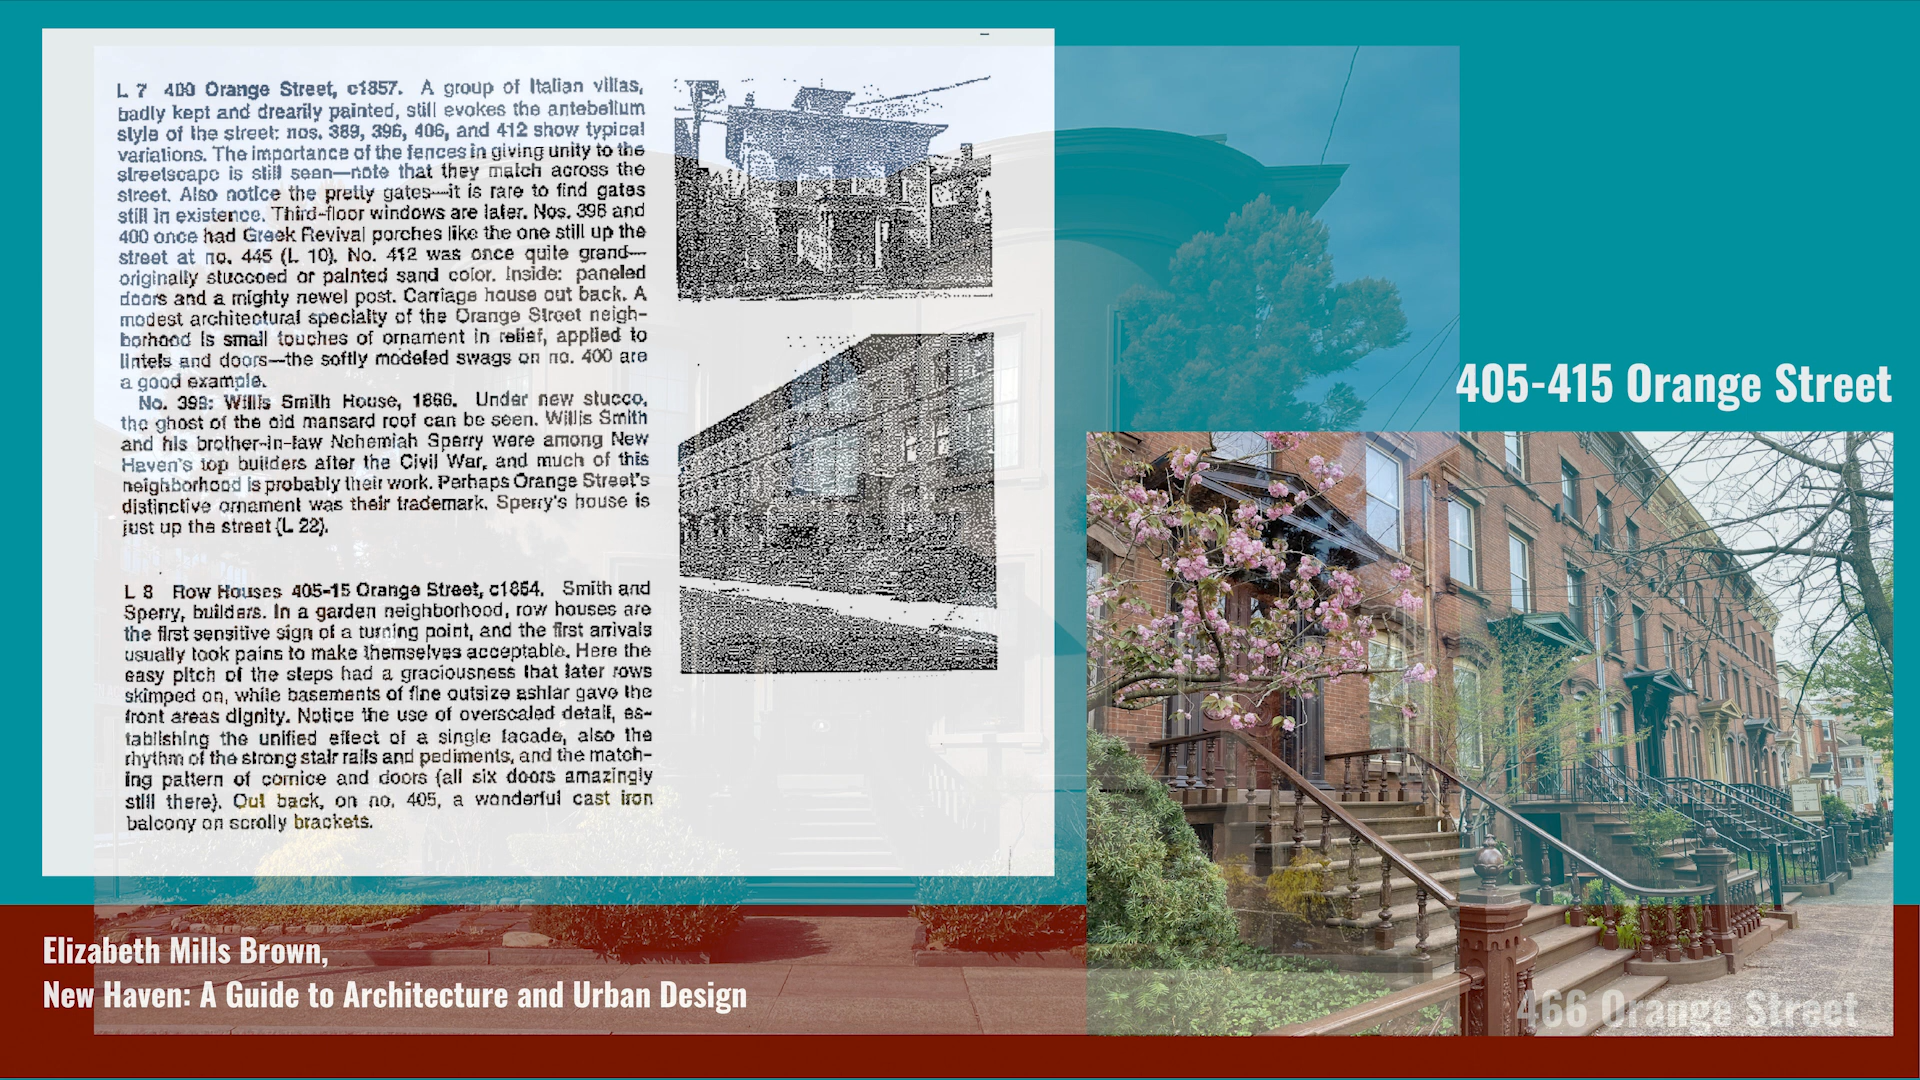 L 7 400 Orange Street, c1857. A group of Italian villas,
badly kept and drearily painted, still evokes the antebellum
style of the street: nos. 389, 396, 406, and 412 show typical
variations. The importance of the fences in giving unity to the
streetscape is still seen—note that they match across the
street. Also notice the pretty gates—it is rare to find gates
still in existence. Third-floor windows are later. Nos. 396 and
400 once had Greek Revival porches like the one still up the
street at no. 445 (L 10). No. 412 was once quite grand—
originally stuccoed or painted sand color. Inside: paneled
doors and a mighty newel post. Carriage house out back. A
modest architectural specialty of the Orange Street neigh-
borhood is small touches of ornament in relief, applied to
lintels and doors—the softly modeled swags on no. 400 are
a good example.
No. 399: Willis Smith House, 1866. Under new stucco,
the ghost of the old mansard roof can be seen. Willis Smith
and his brother-in-law Nehemiah Sperry were among New
Haven's top builders after the Civil War, and much of this
neighborhood is probably their work. Perhaps Orange Street's
distinctive ornament was their trademark. Sperry's house is
just up the street (L 22).
L 8 Row Houses 405-15 Orange Street, c1864. Smith and
Sperry, builders. In a garden neighborhood, row houses are
the first sensitive sign of a turning point, and the first arrivals
usually took pains to make themselves acceptable. Here the
easy pitch of the steps had a graciousness that later rows
skimped on, while basements of fine outsize ashlar gave the
front areas dignity. Notice the use of overscaled detail, es-
tablishing the unified effect of a single facade, also the
rhythm of the strong stair rails and pediments, and the match-
ing pattern of cornice and doors (all six doors amazingly
still there). Out back, on no. 405, a wonderful cast iron
balcony on scrolly brackets.
405-415 Orange Street
Elizabeth Mills Brown,
New Haven: A Guide to Architecture and Urban Design
466 Orange Street